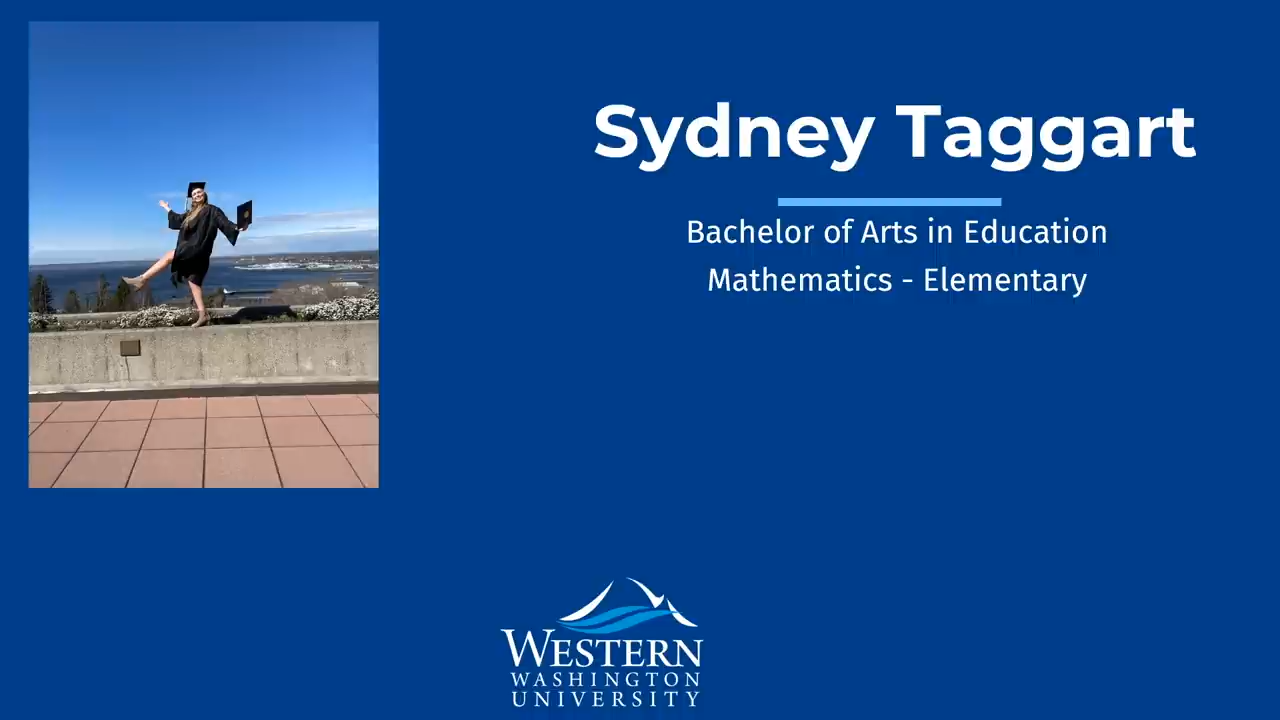 Sydney Taggart
Bachelor of Arts in Education
Mathematics - Elementary
WESTERN
WASHINGTON
UNIVERSITY